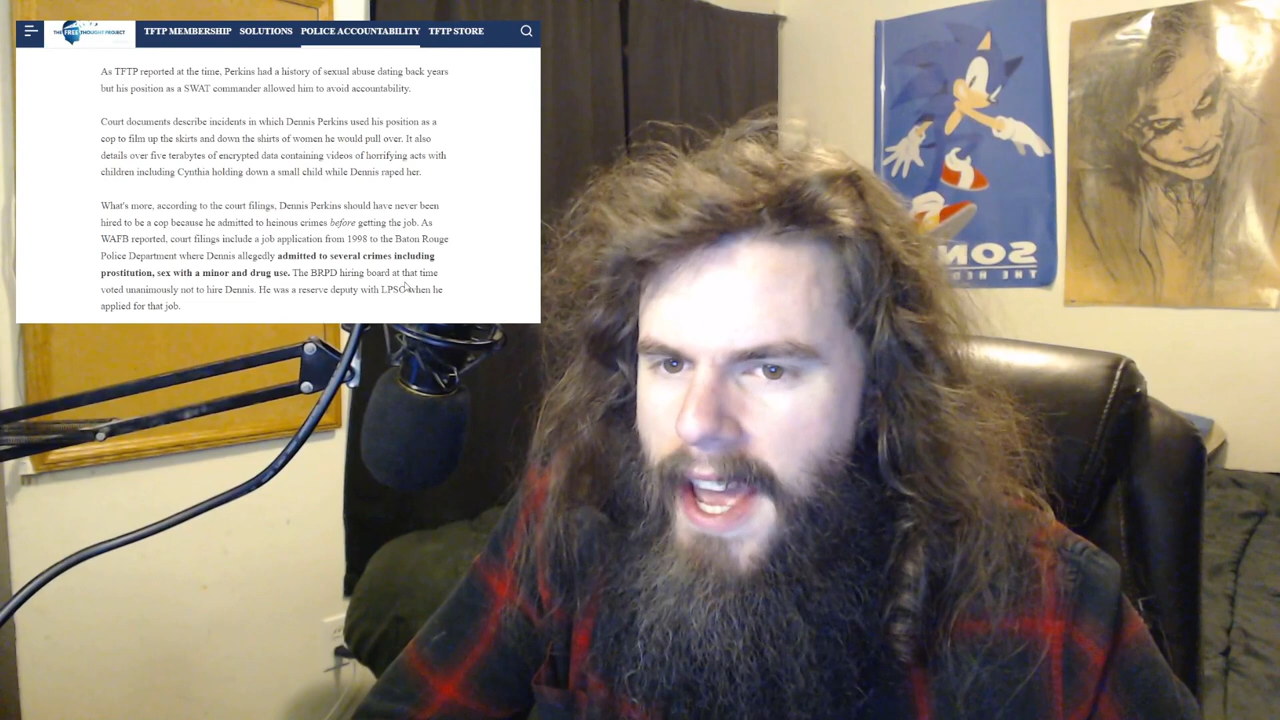 THE FREE THOUGHT PROJECT
TFTP MEMBERSHIP SOLUTIONS POLICE ACCOUNTABILITY TFTP STORE
As TFTP reported at the time, Perkins had a history of sexual abuse dating back years
but his position as a SWAT commander allowed him to avoid accountability.
Court documents describe incidents in which Dennis Perkins used his position as a
cop to film up the skirts and down the shirts of women he would pull over. It also
details over five terabytes of encrypted data containing videos of horrifying acts with
children including Cynthia holding down a small child while Dennis raped her.
What's more, according to the court filings, Dennis Perkins should have never been
hired to be a cop because he admitted to heinous crimes before getting the job. As
WAFB reported, court filings include a job application from 1998 to the Baton Rouge
Police Department where Dennis allegedly admitted to several crimes including
prostitution, sex with a minor and drug use. The BRPD hiring board at that time
voted unanimously not to hire Dennis. He was a reserve deputy with LPSO when he
applied for that job.
SONIC
THE HED